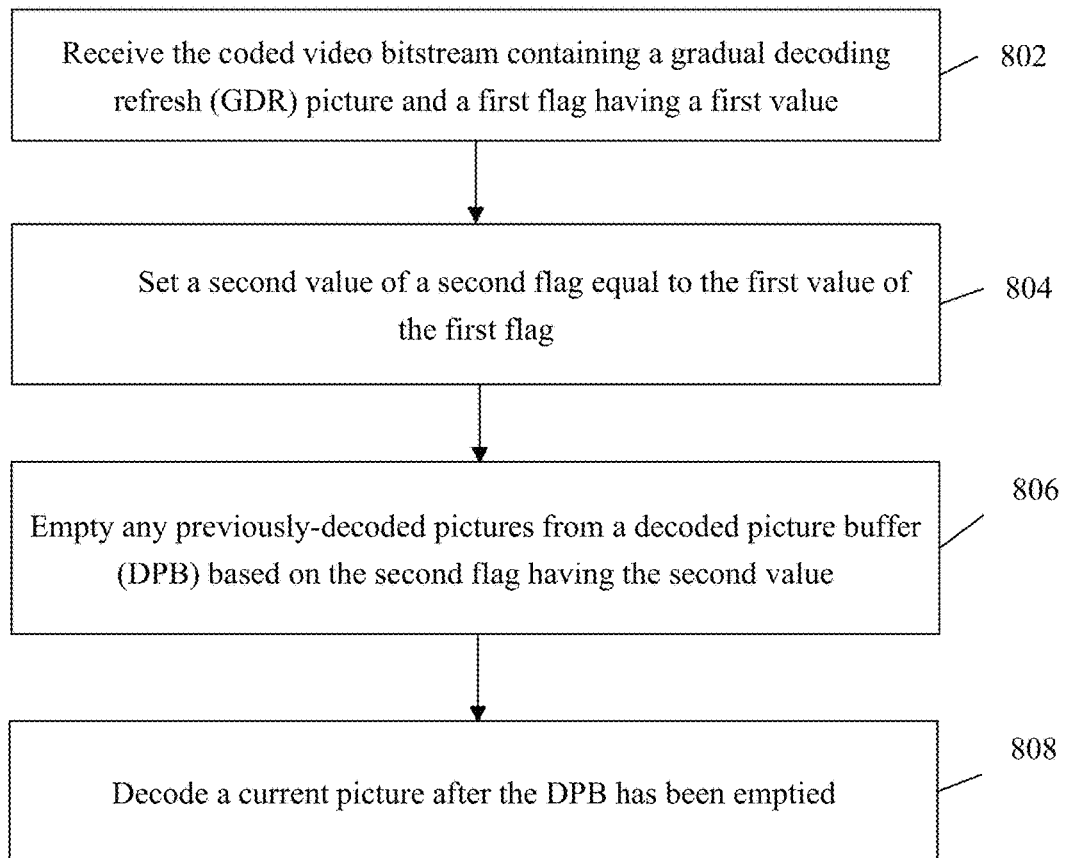 Receive the coded video bitstream containing a gradual decoding
refresh (GDR) picture and a first flag having a first value
802
Set a second value of a second flag equal to the first value of
the first flag
804
Empty any previously-decoded pictures from a decoded picture buffer
(DPB) based on the second flag having the second value
806
Decode a current picture after the DPB has been emptied
808